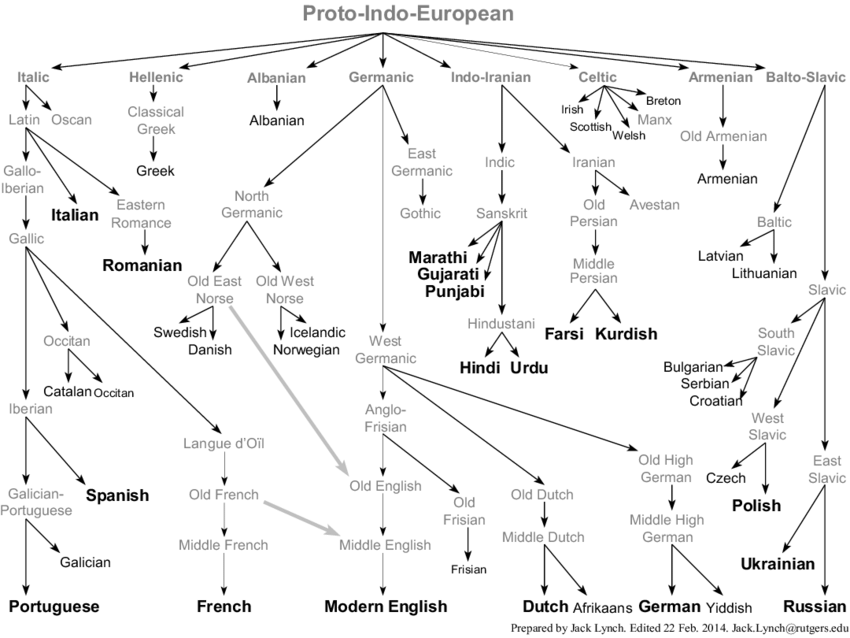 Proto-Indo-European
Italic
Hellenic
Albanian
Germanic
Indo-Iranian
Celtic
Armenian
Balto-Slavic
Latin
Oscan
Classical
Greek
Albanian
Irish
Scottish
Welsh
Manx
Breton
Old Armenian
Greek
Armenian
Gallo-
Iberian
Italian
Eastern
Romance
Romanian
East
Germanic
Gothic
North
Germanic
Indic
Sanskrit
Iranian
Old
Persian
Avestan
Marathi
Gujarati
Punjabi
Middle
Persian
Baltic
Latvian
Lithuanian
Gallic
Old East
Norse
Old West
Norse
Swedish
Danish
Icelandic
Norwegian
Hindustani
Hindi
Urdu
Farsi
Kurdish
Slavic
South
Slavic
Bulgarian
Serbian
Croatian
Occitan
Catalan
Occitan
West
Germanic
Iberian
Langue d’Oïl
Anglo-
Frisian
West
Slavic
Czech
Polish
East
Slavic
Galician-
Portuguese
Spanish
Old French
Old English
Old
Frisian
Old Dutch
Old High
German
Galician
Middle French
Middle English
Frisian
Middle Dutch
Middle High
German
Ukrainian
Portuguese
French
Modern English
Dutch
Afrikaans
German
Yiddish
Russian
Prepared by Jack Lynch. Edited 22 Feb. 2014. Jack.Lynch@rutgers.edu